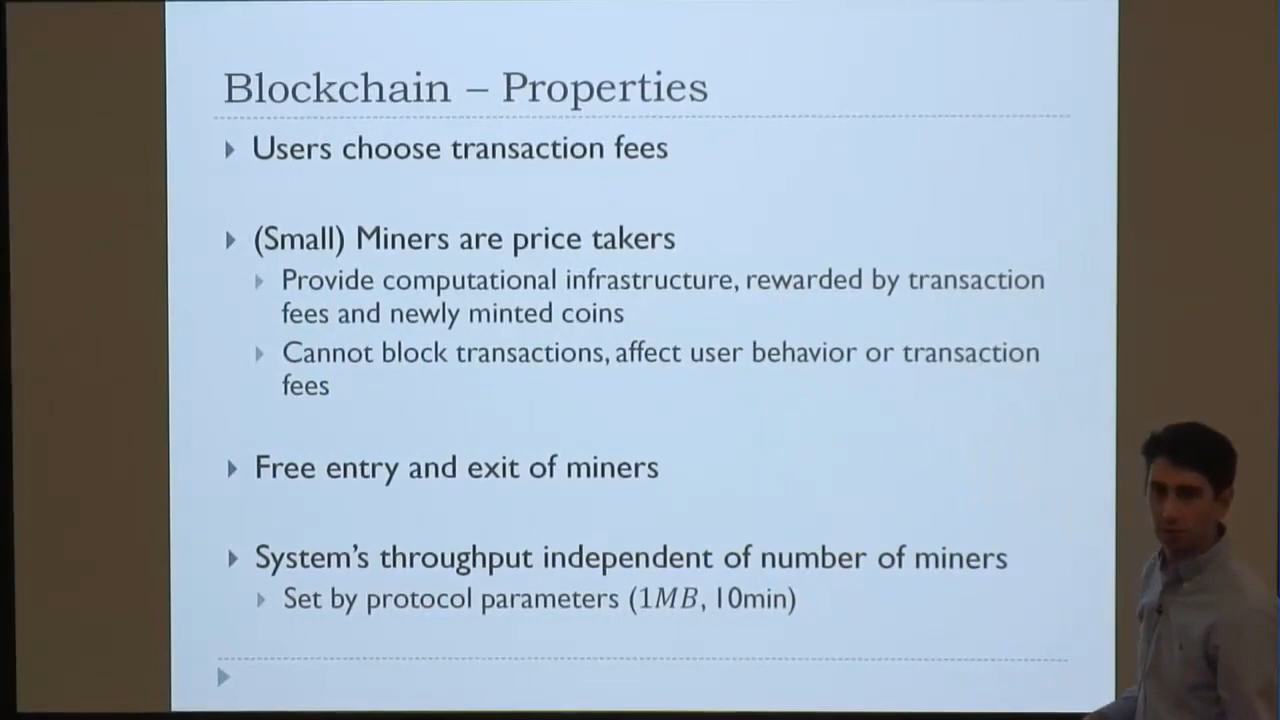 Blockchain – Properties
Users choose transaction fees
(Small) Miners are price takers
Provide computational infrastructure, rewarded by transaction
fees and newly minted coins
Cannot block transactions, affect user behavior or transaction
fees
Free entry and exit of miners
System's throughput independent of number of miners
Set by protocol parameters (1MB, 10min)